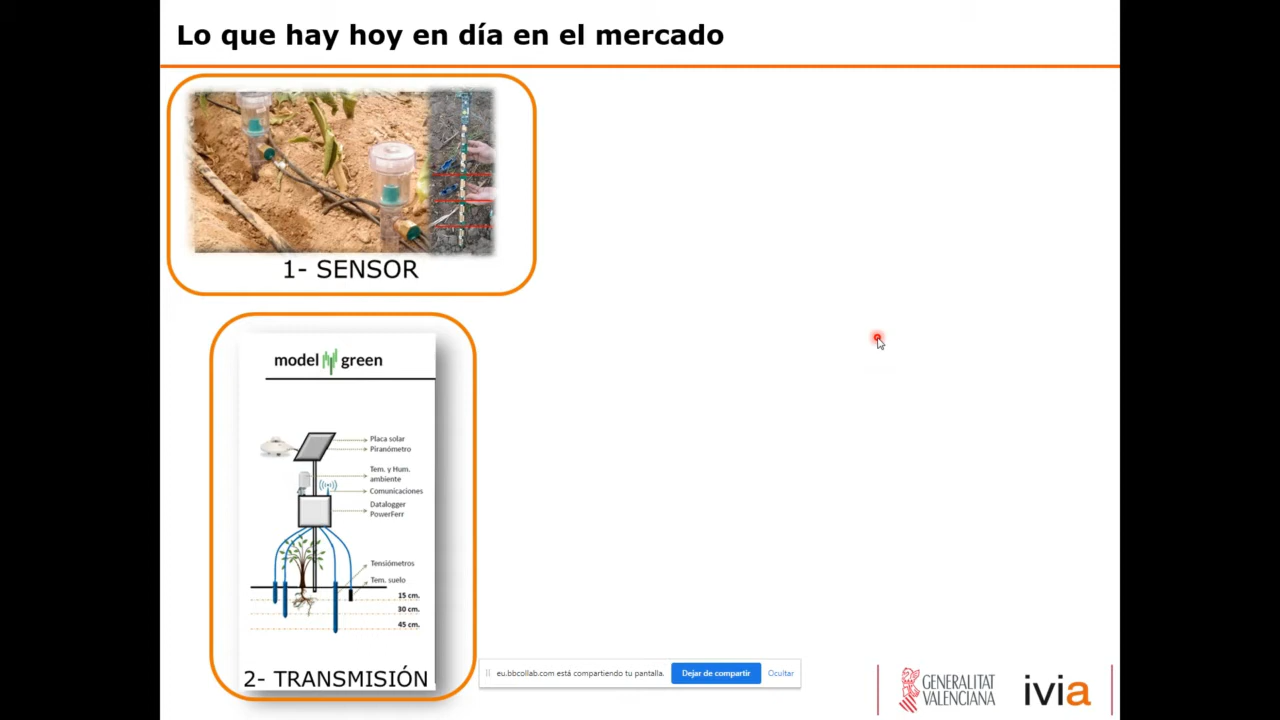 Lo que hay hoy en día en el mercado
1- SENSOR
model green
Placa solar
Piranómetro
Tem. y Hum.
ambiente
Comunicaciones
Datalogger
PowerFerr
Tensiómetros
Tem. suelo
15 cm.
30 cm.
45 cm.
2- TRANSMISIÓN
eu.bbcollab.com está compartiendo tu pantalla.
Dejar de compartir
Ocultar
GENERALITAT
VALENCIANA
ivia